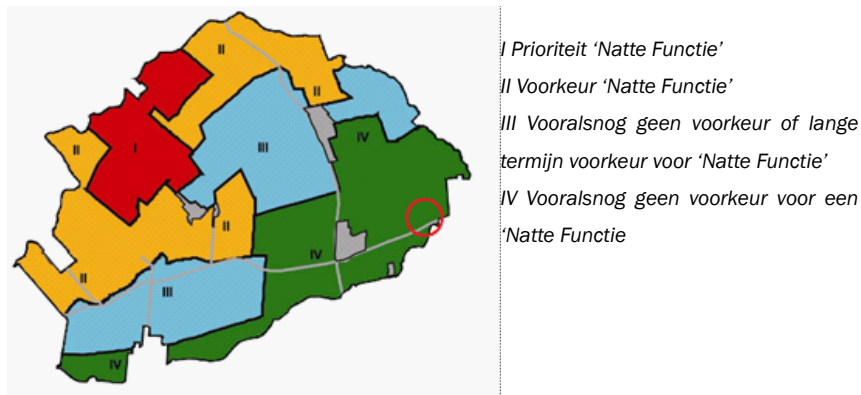 II
II
IV
II
I
III
II
IV
II
III
IV
I Prioriteit ‘Natte Functie’
II Voorkeur ‘Natte Functie’
III Vooralsnog geen voorkeur of lange
termijn voorkeur voor ‘Natte Functie’
IV Vooralsnog geen voorkeur voor een
‘Natte Functie